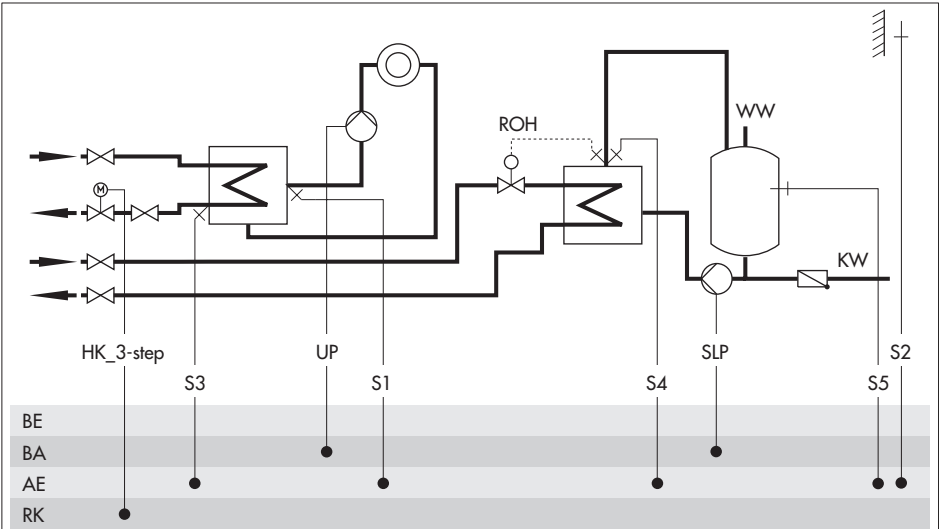 WW
ROH
M
KW
HK_3-step UP SLP S2
S3 S1 S4 S5
BE
BA
AE
RK